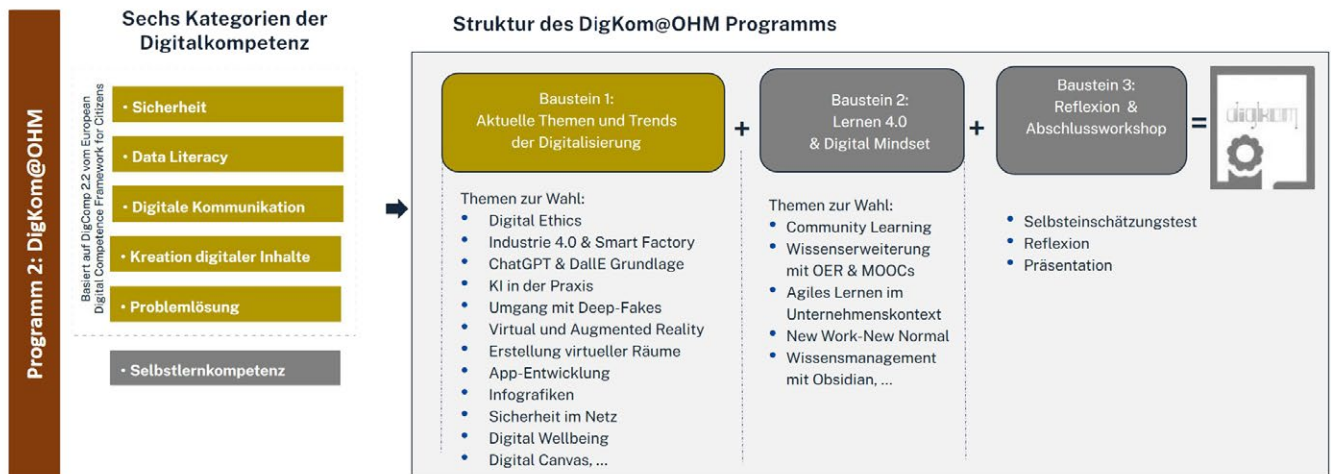 Programm 2: DigKom@OHM
Sechs Kategorien der
Digitalkompetenz
Basiert auf DigComp 2.2 vom European
Digital Competence Framework for Citizens
• Sicherheit
• Data Literacy
• Digitale Kommunikation
• Kreation digitaler Inhalte
• Problemlösung
• Selbstlernkompetenz
Struktur des DigKom@OHM Programms
Baustein 1:
Aktuelle Themen und Trends
der Digitalisierung
Themen zur Wahl:
• Digital Ethics
• Industrie 4.0 & Smart Factory
• ChatGPT & DallE Grundlage
• KI in der Praxis
• Umgang mit Deep-Fakes
• Virtual und Augmented Reality
• Erstellung virtueller Räume
• App-Entwicklung
• Infografiken
• Sicherheit im Netz
• Digital Wellbeing
• Digital Canvas, ...
+
Baustein 2:
Lernen 4.0
& Digital Mindset
Themen zur Wahl:
• Community Learning
• Wissenserweiterung
mit OER & MOOCs
• Agiles Lernen im
Unternehmenskontext
• New Work-New Normal
• Wissensmanagement
mit Obsidian, ...
+
Baustein 3:
Reflexion &
Abschlussworkshop
• Selbsteinschätzungstest
• Reflexion
• Präsentation
=
digikom